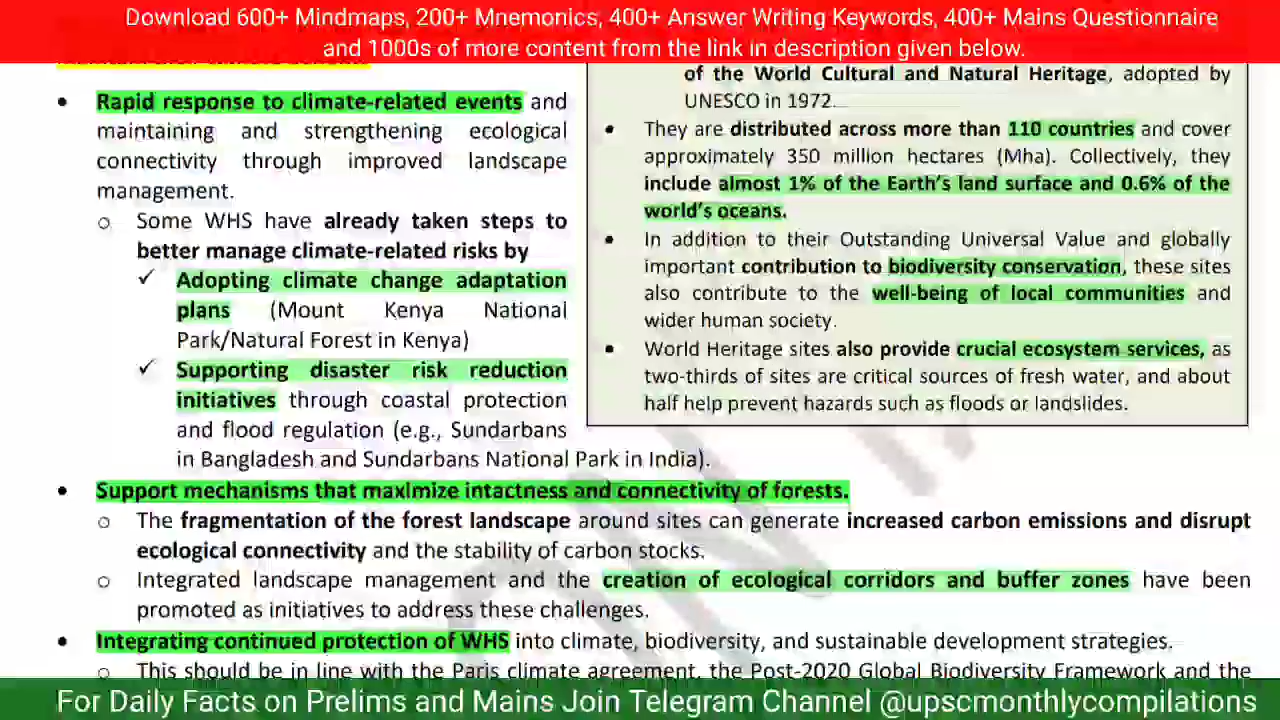 Download 600+ Mindmaps, 200+ Mnemonics, 400+ Answer Writing Keywords, 400+ Mains Questionnaire
and 1000s of more content from the link in description given below.
• Rapid response to climate-related events and
maintaining and strengthening ecological
connectivity through improved landscape
management.
o Some WHS have already taken steps to
better manage climate-related risks by
✓ Adopting climate change adaptation
plans (Mount Kenya National
Park/Natural Forest in Kenya)
✓ Supporting disaster risk reduction
initiatives through coastal protection
and flood regulation (e.g., Sundarbans
in Bangladesh and Sundarbans National Park in India).
of the World Cultural and Natural Heritage, adopted by
UNESCO in 1972.
• They are distributed across more than 110 countries and cover
approximately 350 million hectares (Mha). Collectively, they
include almost 1% of the Earth's land surface and 0.6% of the
world's oceans.
• In addition to their Outstanding Universal Value and globally
important contribution to biodiversity conservation, these sites
also contribute to the well-being of local communities and
wider human society.
• World Heritage sites also provide crucial ecosystem services, as
two-thirds of sites are critical sources of fresh water, and about
half help prevent hazards such as floods or landslides.
• Support mechanisms that maximize intactness and connectivity of forests.
o The fragmentation of the forest landscape around sites can generate increased carbon emissions and disrupt
ecological connectivity and the stability of carbon stocks.
o Integrated landscape management and the creation of ecological corridors and buffer zones have been
promoted as initiatives to address these challenges.
• Integrating continued protection of WHS into climate, biodiversity, and sustainable development strategies.
o This should be in line with the Paris climate agreement, the Post-2020 Global Biodiversity Framework and the
For Daily Facts on Prelims and Mains Join Telegram Channel @upscmonthlycompilations